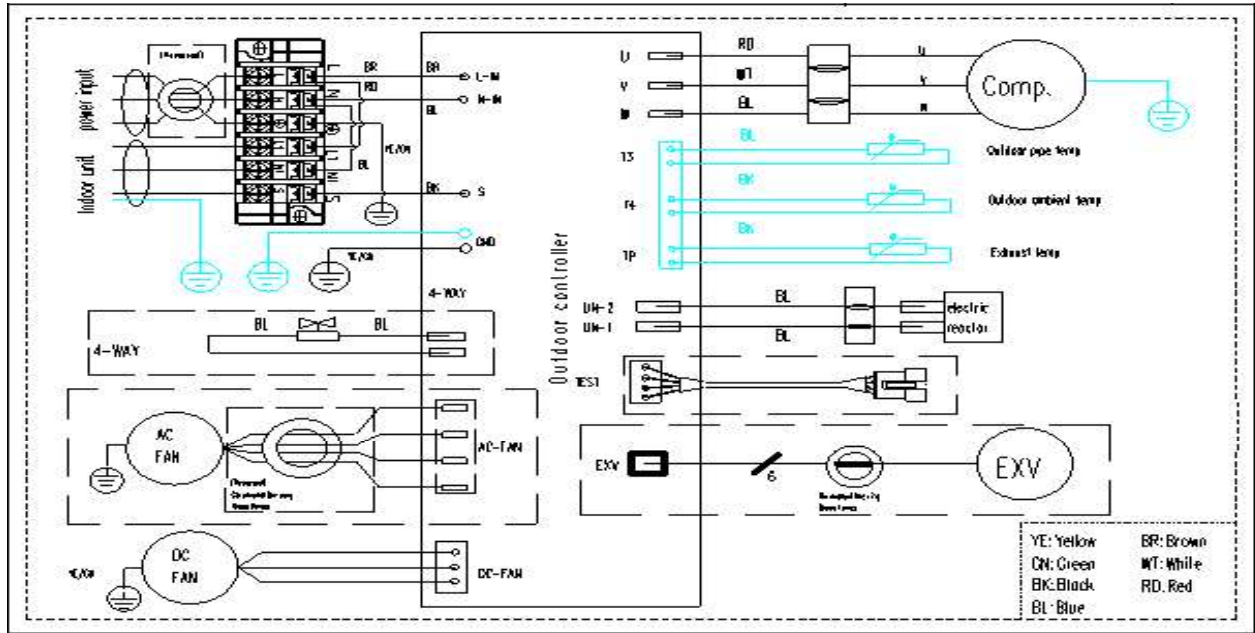 power input
Indoor unit
BR
RD
BL
YE/GN
BK
BR
L-IN
N-IN
BL
BK
S
GND
YE/GN
4-WAY
BL
BL
4-WAY
AC
FAN
AC-FAN
DC
FAN
YE/GN
DC-FAN
Outdoor controller
U
V
W
RD
WT
BL
U
V
W
Comp.
T3
BL
Outdoor pipe temp
T4
BK
Outdoor ambient temp
TP
BK
Exhaust temp
UN-2
BL
electric
UN-1
BL
reactor
TEST
EXV
6
EXV
YE: Yellow
BR: Brown
GN: Green
WT: White
BK: Black
RD: Red
BL: Blue